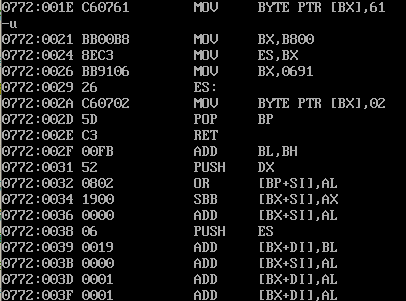 0772:001E C60761 MOV BYTE PTR [BX],61
-u
0772:0021 BB00B8 MOV BX,B800
0772:0024 8EC3 MOV ES,BX
0772:0026 BB9106 MOV BX,0691
0772:0029 26 ES:
0772:002A C60702 MOV BYTE PTR [BX],02
0772:002D 5D POP BP
0772:002E C3 RET
0772:002F 00FB ADD BL,BH
0772:0031 52 PUSH DX
0772:0032 0802 OR [BP+SI],AL
0772:0034 1900 SBB [BX+SI],AX
0772:0036 0000 ADD [BX+SI],AL
0772:0038 06 PUSH ES
0772:0039 0019 ADD [BX+DI],BL
0772:003B 0000 ADD [BX+SI],AL
0772:003D 0001 ADD [BX+DI],AL
0772:003F 0001 ADD [BX+DI],AL